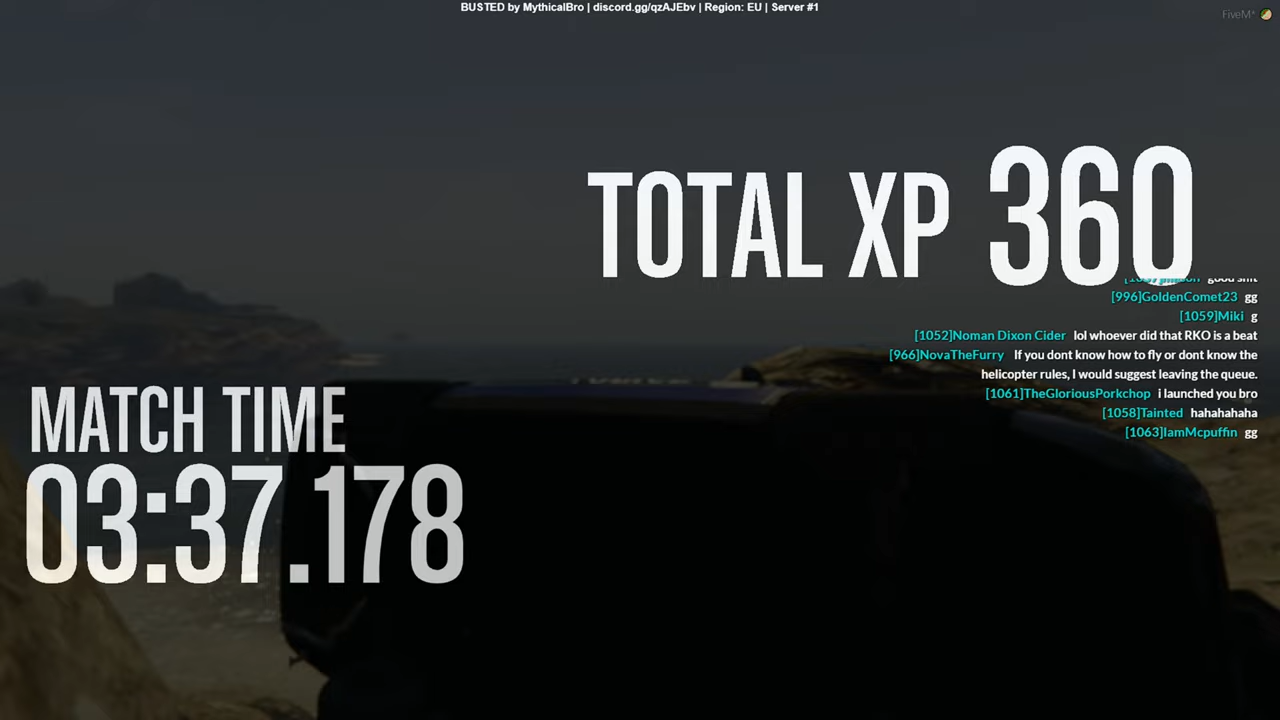 BUSTED by MythicalBro | discord.gg/qzAJEbv | Region: EU | Server #1
FiveM*
TOTAL XP 360
good shit
[996]GoldenComet23 gg
[1059]Miki g
[1052]Noman Dixon Cider lol whoever did that RKO is a beat
[966]NovaTheFurry If you dont know how to fly or dont know the
helicopter rules, I would suggest leaving the queue.
[1061]TheGloriousPorkchop i launched you bro
[1058]Tainted hahahahaha
[1063]IamMcpuffin gg
MATCH TIME
03:37.178